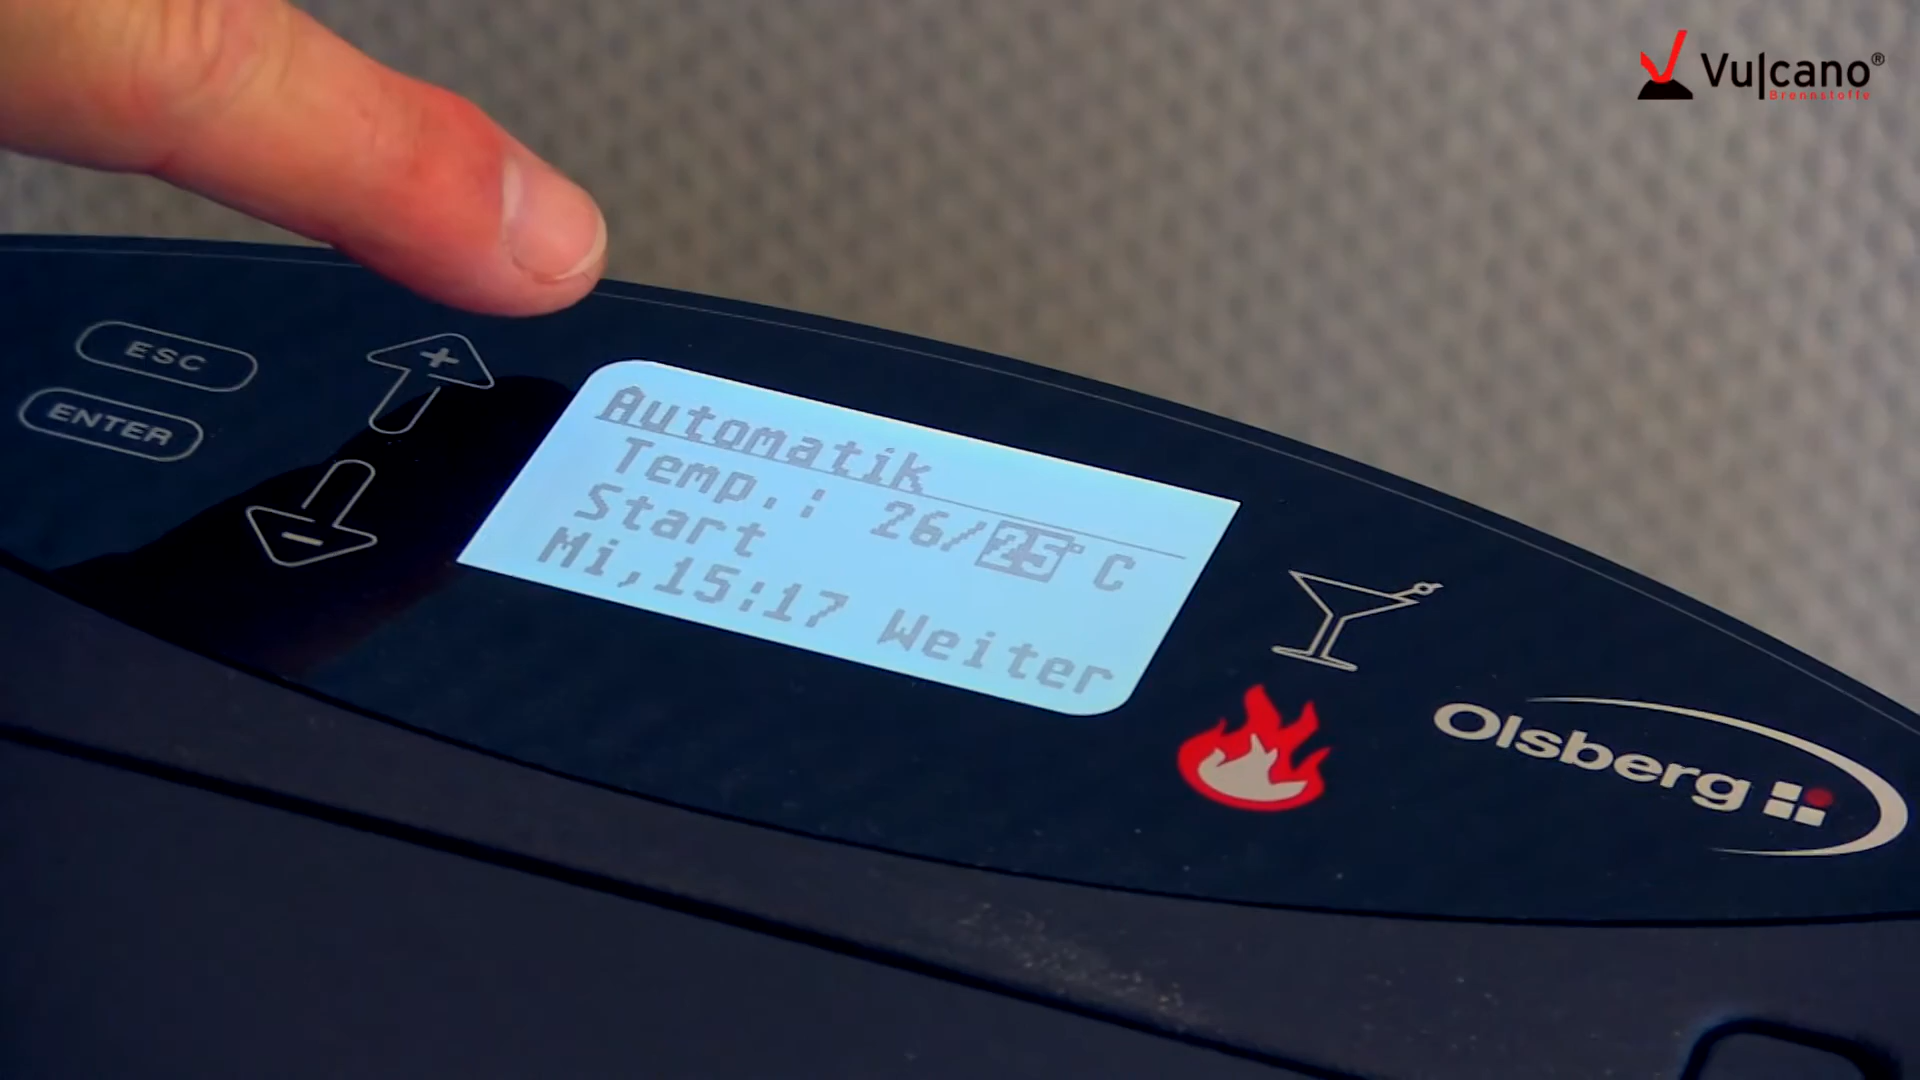 Vulcano®
Brennstoffe
ESC
ENTER
+
-
Automatik
Temp.: 26/25°C
Start
Mi,15:17 Weiter
Olsberg